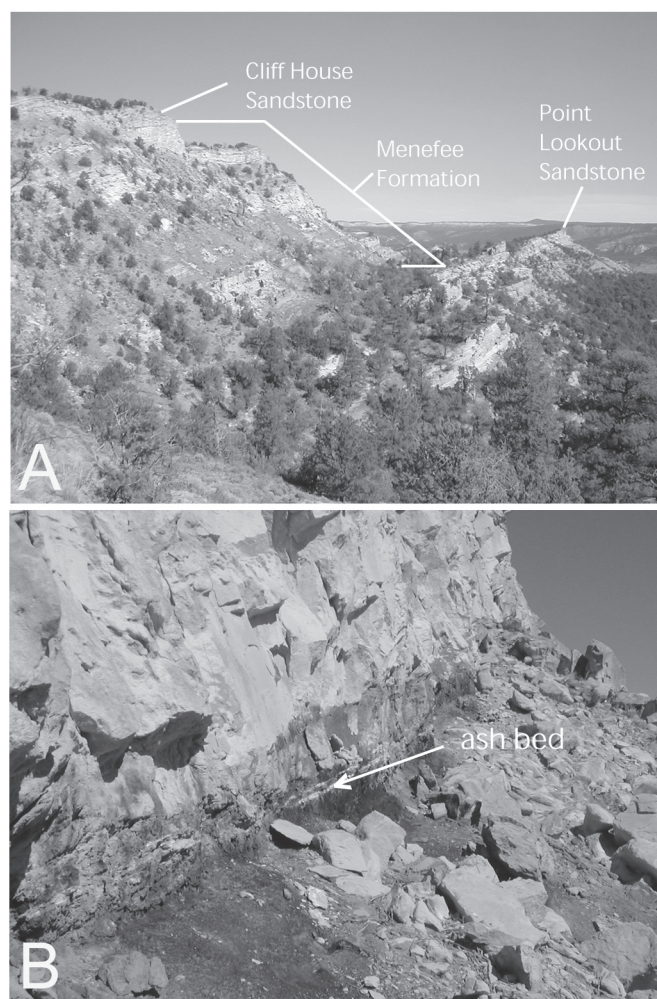 Cliff House
Sandstone
Point
Lookout
Sandstone
Menefee
Formation
A
ash bed
B